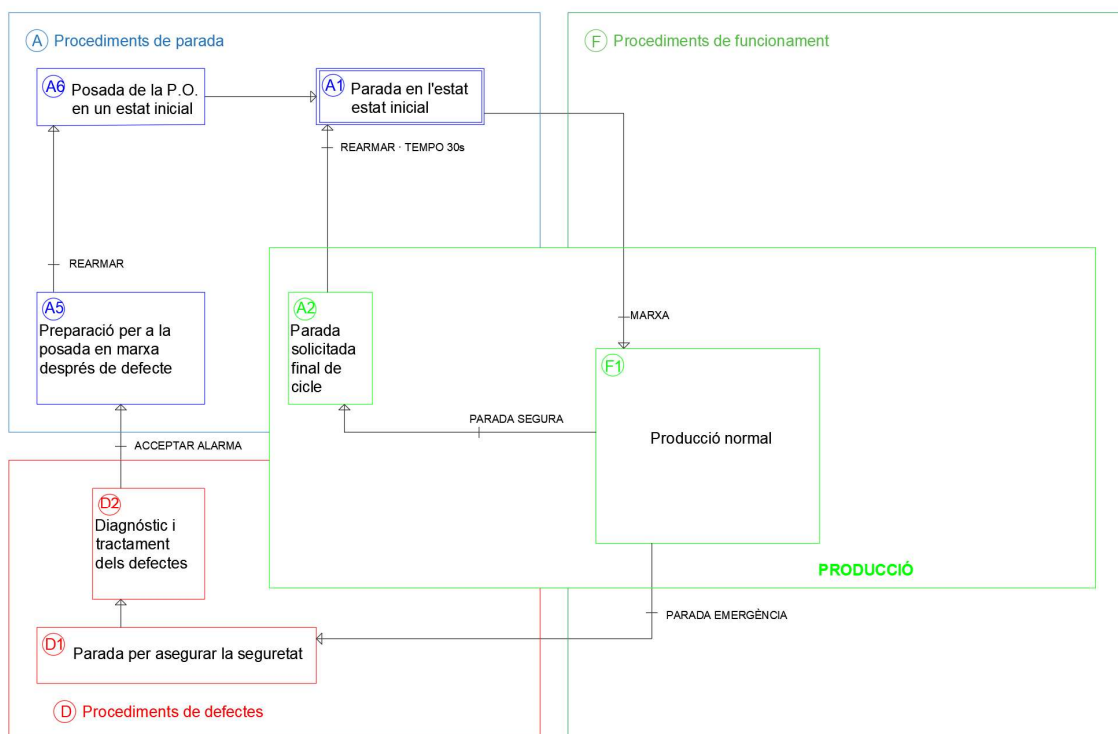 A Procediments de parada
F Procediments de funcionament
A6 Posada de la P.O.
en un estat inicial
A1 Parada en l'estat
estat inicial
REARMAR · TEMPO 30s
REARMAR
MARXA
A5
Preparació per a la
posada en marxa
després de defecte
A2
Parada
solicitada
final de
cicle
F1
Producció normal
PARADA SEGURA
ACCEPTAR ALARMA
D2
Diagnóstic i
tractament
dels defectes
PRODUCCIÓ
PARADA EMERGÈNCIA
D1 Parada per asegurar la seguretat
D Procediments de defectes